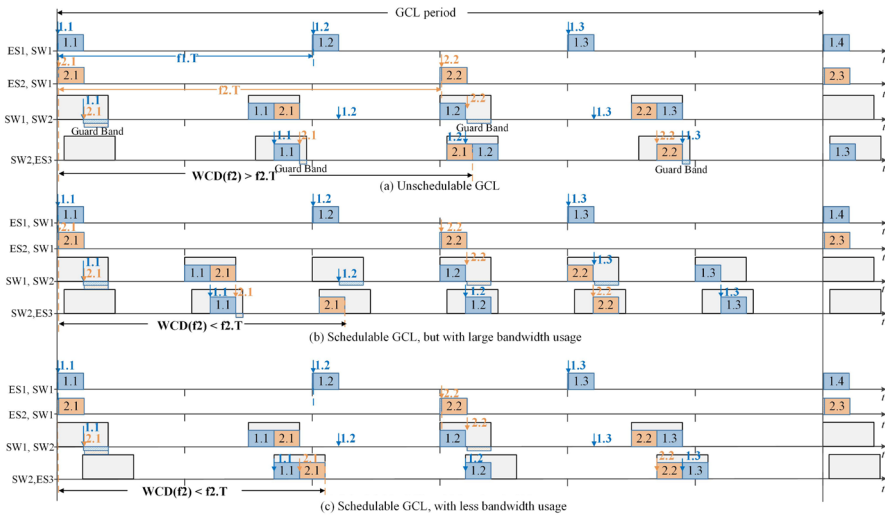 GCL period
1.1 1.2 1.3
ES1, SW1 1.1 1.2 1.3 1.4 t
f1.T
2.1 2.2
ES2, SW1 2.1 2.2 2.3 t
f2.T
1.1 2.2
SW1, SW2 2.1 1.1 2.1 1.2 1.2 1.3 2.2 1.3 t
Guard Band Guard Band
1.1 2.1 1.2 2.2 1.3
SW2,ES3 1.1 2.1 1.2 2.2 1.3 t
Guard Band Guard Band
WCD(f2) > f2.T
(a) Unschedulable GCL
1.1 1.2 1.3
ES1, SW1 1.1 1.2 1.3 1.4 t
2.1 2.2
ES2, SW1 2.1 2.2 2.3 t
1.1 2.2 1.3
SW1, SW2 2.1 1.1 2.1 1.2 1.2 2.2 1.3 t
1.1 2.1 1.2 2.2 1.3
SW2,ES3 1.1 2.1 1.2 2.2 1.3 t
WCD(f2) < f2.T
(b) Schedulable GCL, but with large bandwidth usage
1.1 1.2 1.3
ES1, SW1 1.1 1.2 1.3 1.4 t
2.2
ES2, SW1 2.1 2.2 2.3 t
1.1 2.2
SW1, SW2 2.1 1.1 2.1 1.2 1.2 1.3 2.2 1.3 t
1.1 2.1 1.2 2.2 1.3
SW2,ES3 1.1 2.1 1.2 2.2 1.3 t
WCD(f2) < f2.T
(c) Schedulable GCL, with less bandwidth usage